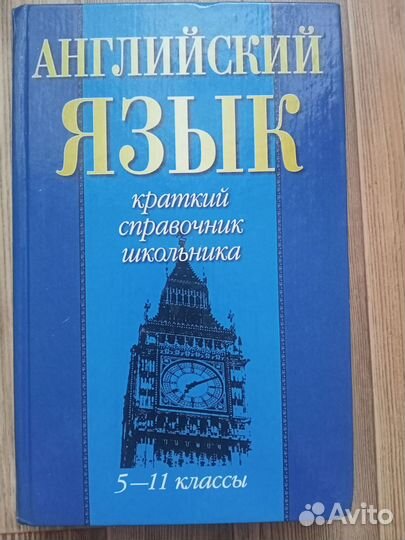 АНГЛИЙСКИЙ
ЯЗЫК
краткий
справочник
школьника
5—11 классы
Avito